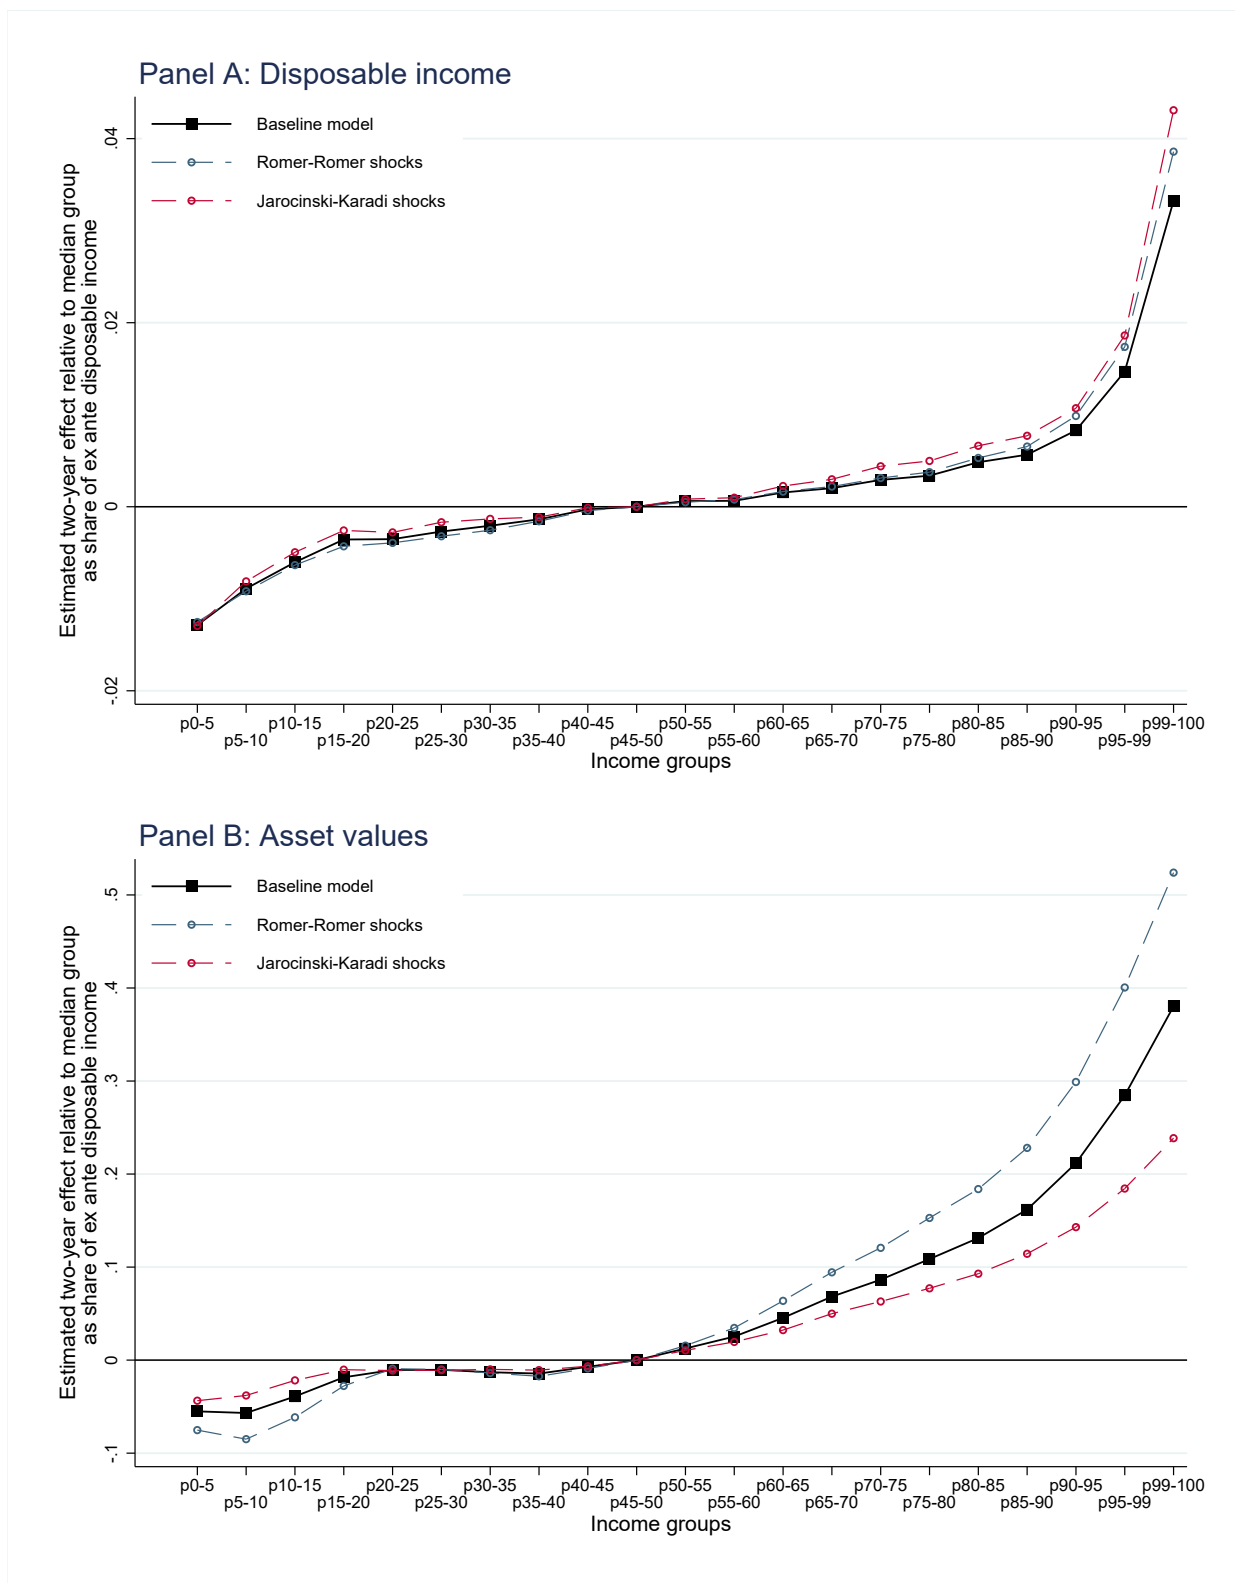 Panel A: Disposable income
Baseline model
Romer-Romer shocks
Jarocinski-Karadi shocks
Estimated two-year effect relative to median group
as share of ex ante disposable income
.04
.02
0
-.02
p0-5 p10-15 p20-25 p30-35 p40-45 p50-55 p60-65 p70-75 p80-85 p90-95 p99-100
p5-10 p15-20 p25-30 p35-40 p45-50 p55-60 p65-70 p75-80 p85-90 p95-99
Income groups
Panel B: Asset values
Baseline model
Romer-Romer shocks
Jarocinski-Karadi shocks
Estimated two-year effect relative to median group
as share of ex ante disposable income
.5
.4
.3
.2
.1
0
-.1
p0-5 p10-15 p20-25 p30-35 p40-45 p50-55 p60-65 p70-75 p80-85 p90-95 p99-100
p5-10 p15-20 p25-30 p35-40 p45-50 p55-60 p65-70 p75-80 p85-90 p95-99
Income groups